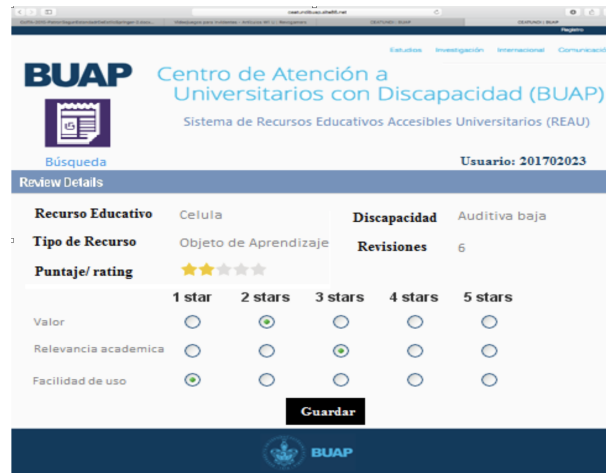 Registro
Estudios Investigación Internacional Comunicació
BUAP
Centro de Atención a
Universitarios con Discapacidad (BUAP)
Sistema de Recursos Educativos Accesibles Universitarios (REAU)
Búsqueda
Usuario: 201702023
Review Details
Recurso Educativo Celula Discapacidad Auditiva baja
Tipo de Recurso Objeto de Aprendizaje Revisiones 6
Puntaje/ rating
1 star 2 stars 3 stars 4 stars 5 stars
Valor
Relevancia academica
Facilidad de uso
Guardar
BUAP